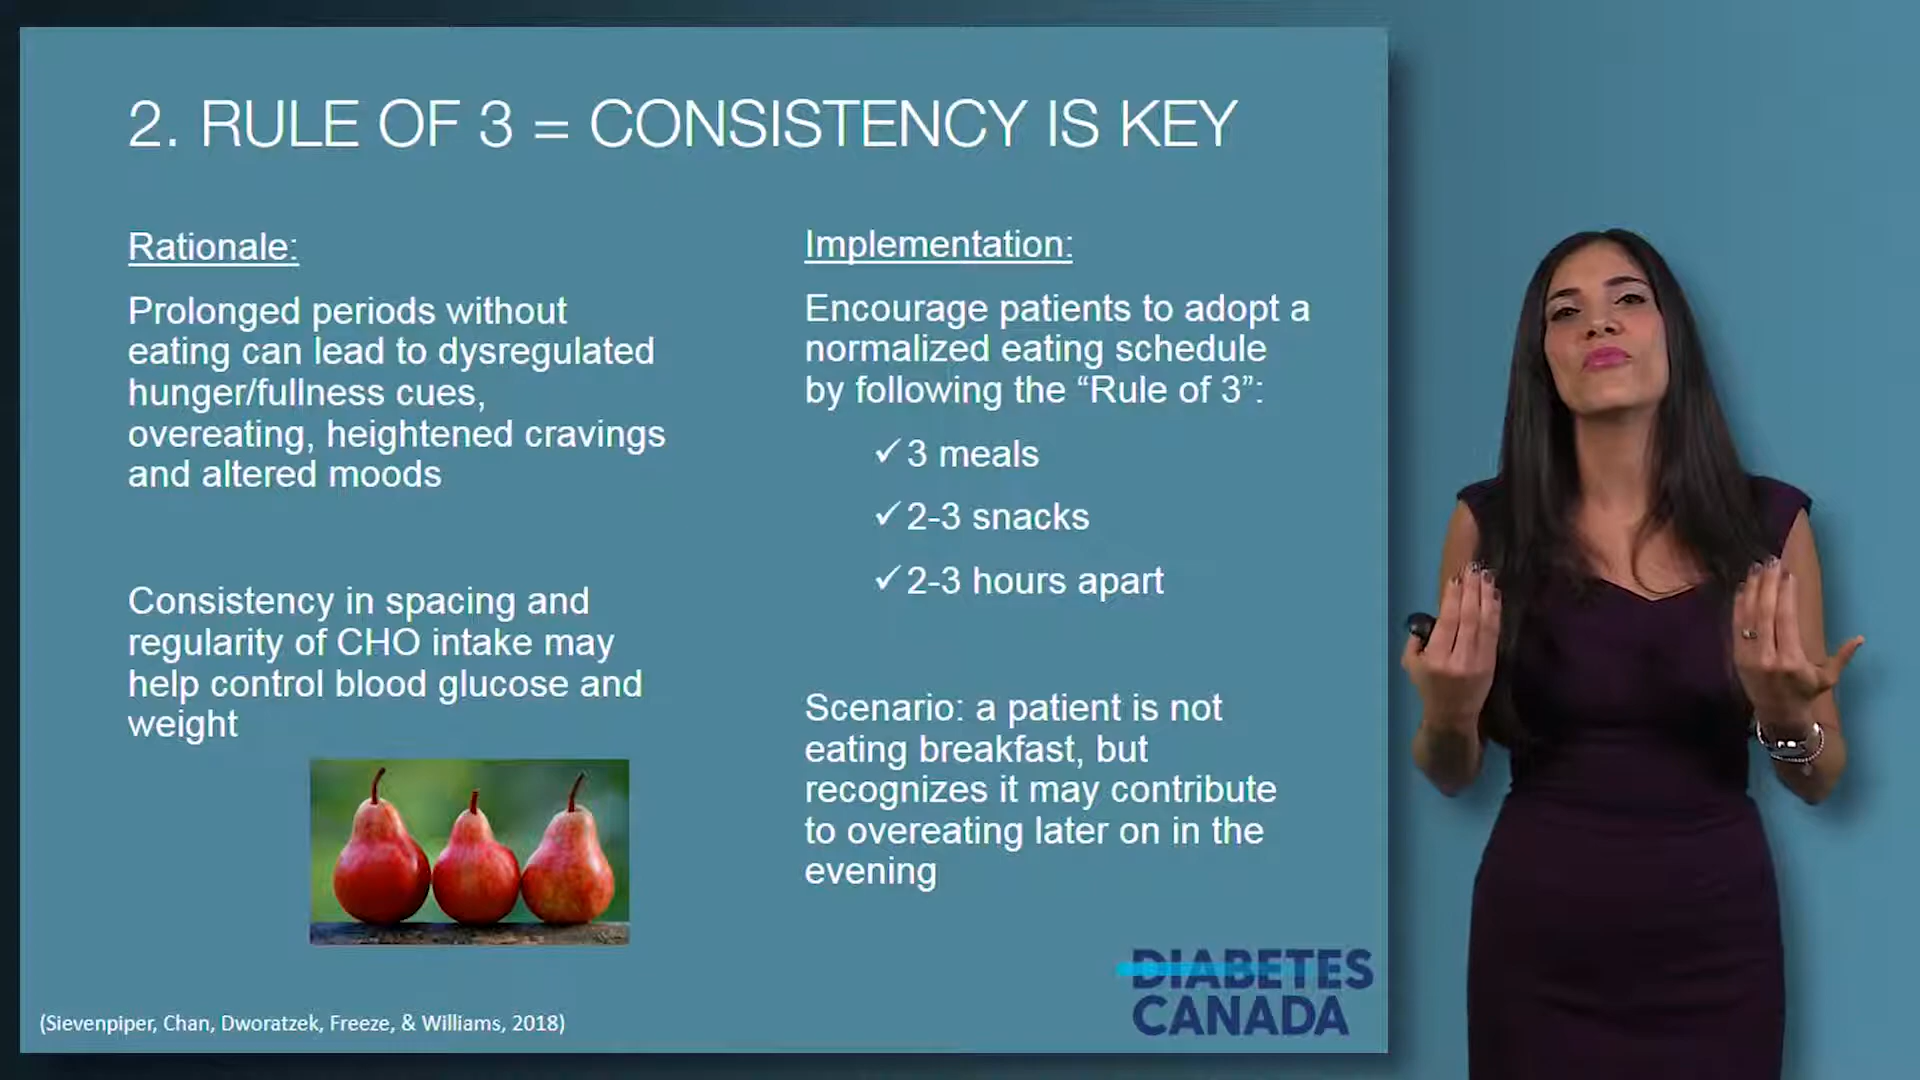 2. RULE OF 3 = CONSISTENCY IS KEY
Rationale:
Prolonged periods without
eating can lead to dysregulated
hunger/fullness cues,
overeating, heightened cravings
and altered moods
Consistency in spacing and
regularity of CHO intake may
help control blood glucose and
weight
Implementation:
Encourage patients to adopt a
normalized eating schedule
by following the “Rule of 3”:
✓ 3 meals
✓ 2-3 snacks
✓ 2-3 hours apart
Scenario: a patient is not
eating breakfast, but
recognizes it may contribute
to overeating later on in the
evening
(Sievenpiper, Chan, Dworatzek, Freeze, & Williams, 2018)
DIABETES
CANADA